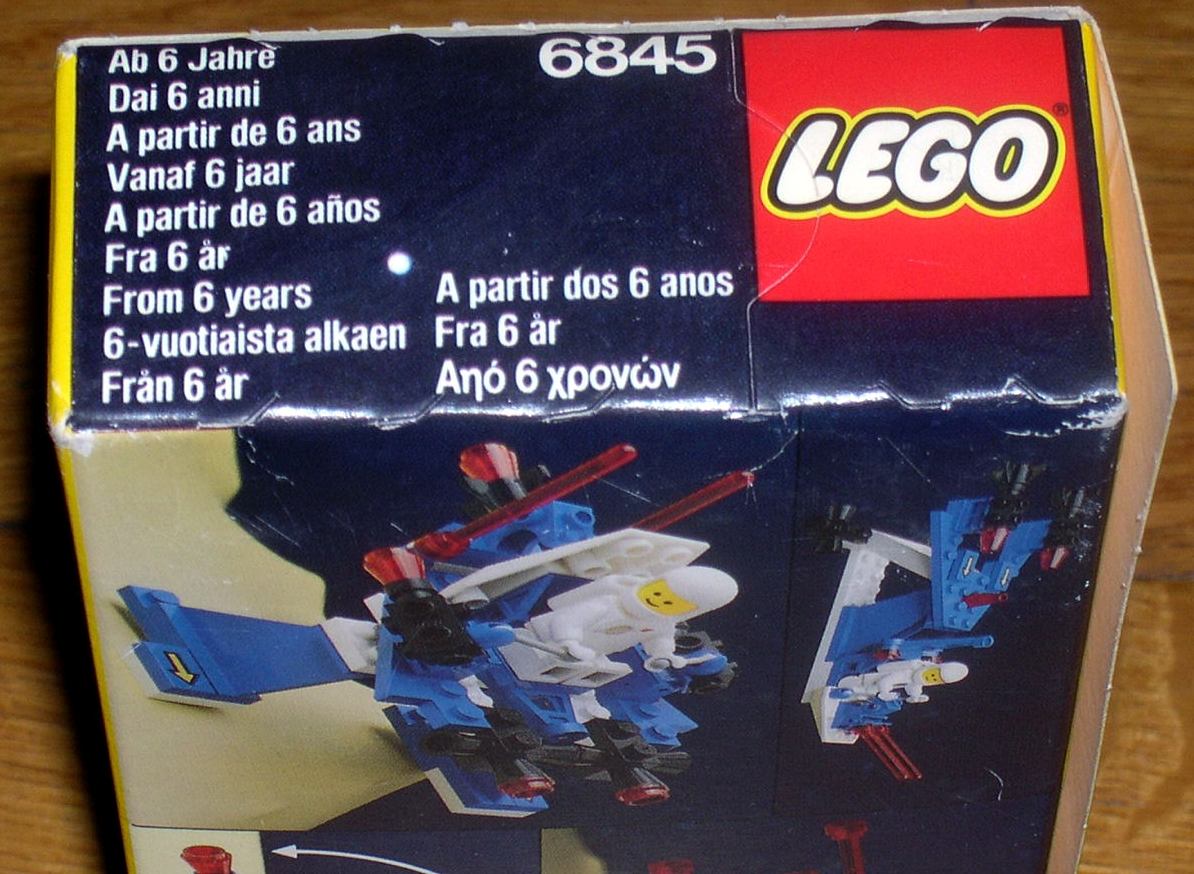 Ab 6 Jahre
Dai 6 anni
A partir de 6 ans
Vanaf 6 jaar
A partir de 6 años
Fra 6 år
From 6 years
6-vuotiaista alkaen
Från 6 år
A partir dos 6 anos
Fra 6 år
Aηó 6 χρονών
6845
LEGO®